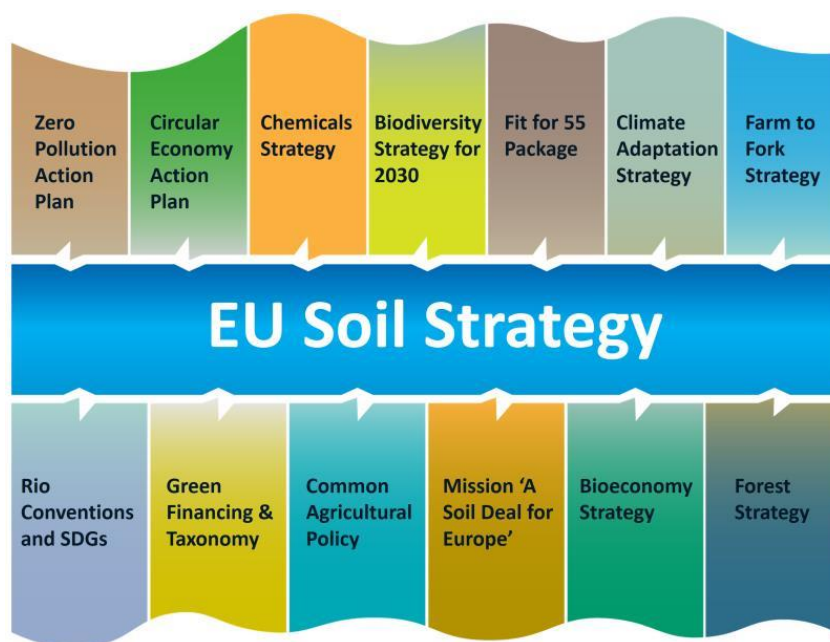 Zero
Pollution
Action
Plan
Circular
Economy
Action
Plan
Chemicals
Strategy
Biodiversity
Strategy for
2030
Fit for 55
Package
Climate
Adaptation
Strategy
Farm to
Fork
Strategy
EU Soil Strategy
Rio
Conventions
and SDGs
Green
Financing &
Taxonomy
Common
Agricultural
Policy
Mission ‘A
Soil Deal for
Europe’
Bioeconomy
Strategy
Forest
Strategy